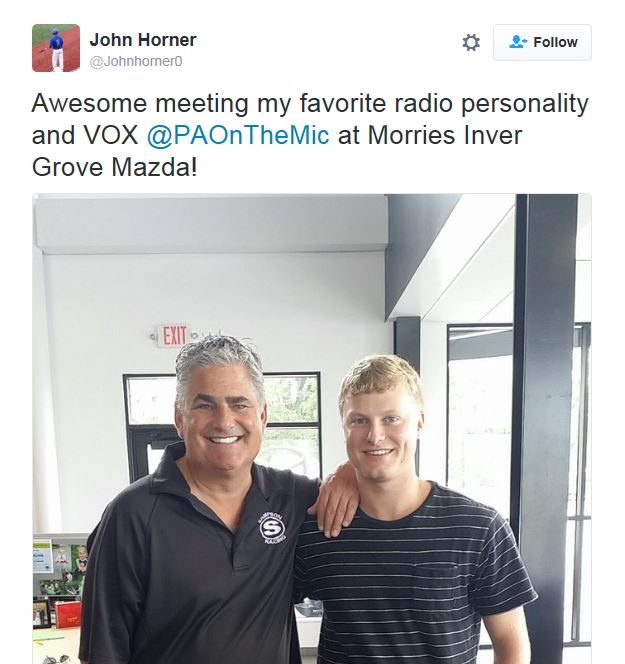 John Horner
@Johnhorner0
Follow
Awesome meeting my favorite radio personality
and VOX @PAOnTheMic at Morries Inver
Grove Mazda!
EXIT
SIMPSON
S
RACING